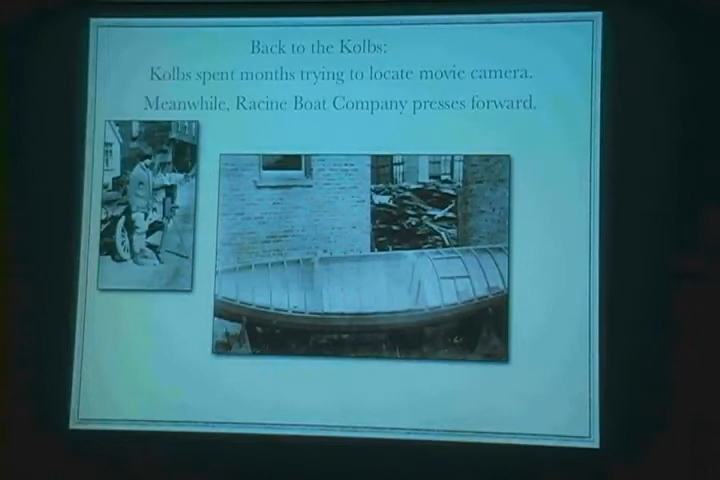 Back to the Kolbs:
Kolbs spent months trying to locate movie camera.
Meanwhile, Racine Boat Company presses forward.